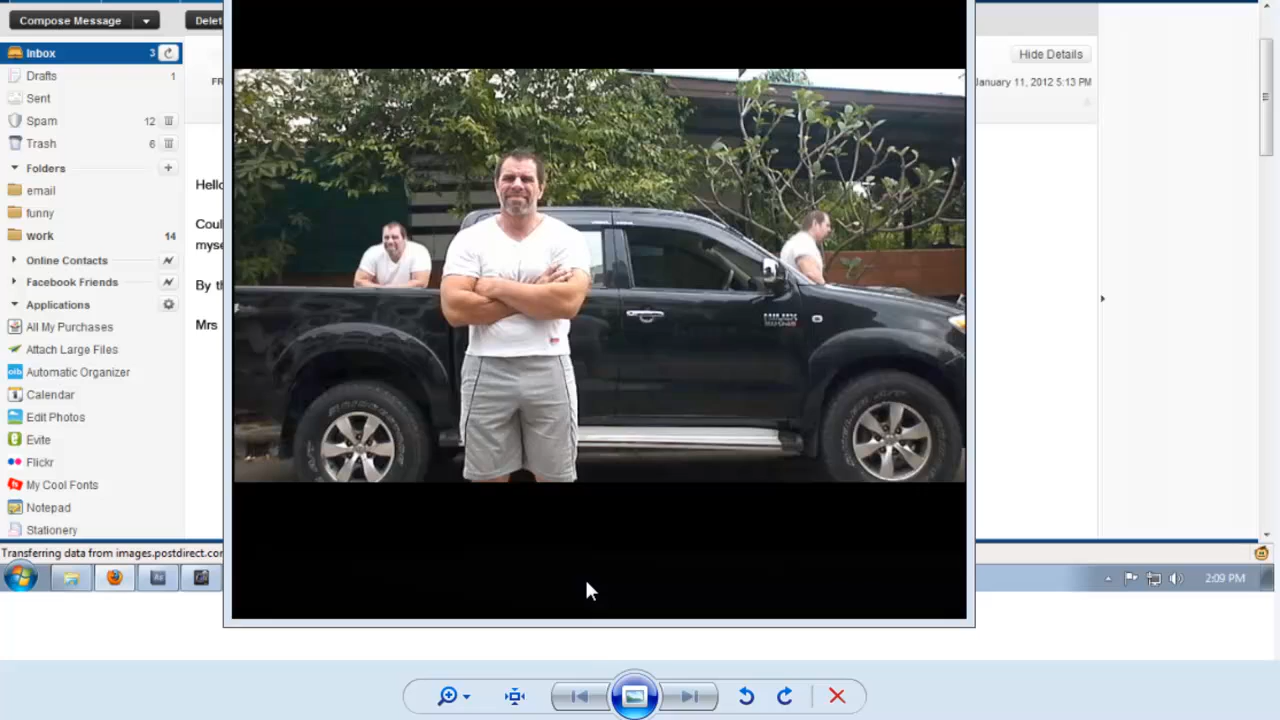 Compose Message
Delet
Inbox 3
Drafts 1
Sent
Spam 12
Trash 6
Folders
email
funny
work 14
Online Contacts
Facebook Friends
Applications
All My Purchases
Attach Large Files
Automatic Organizer
Calendar
Edit Photos
Evite
Flickr
My Cool Fonts
Notepad
Stationery
Hide Details
January 11, 2012 5:13 PM
FR
Hello
Coul
myse
By th
Mrs
Transferring data from images.postdirect.com
2:09 PM